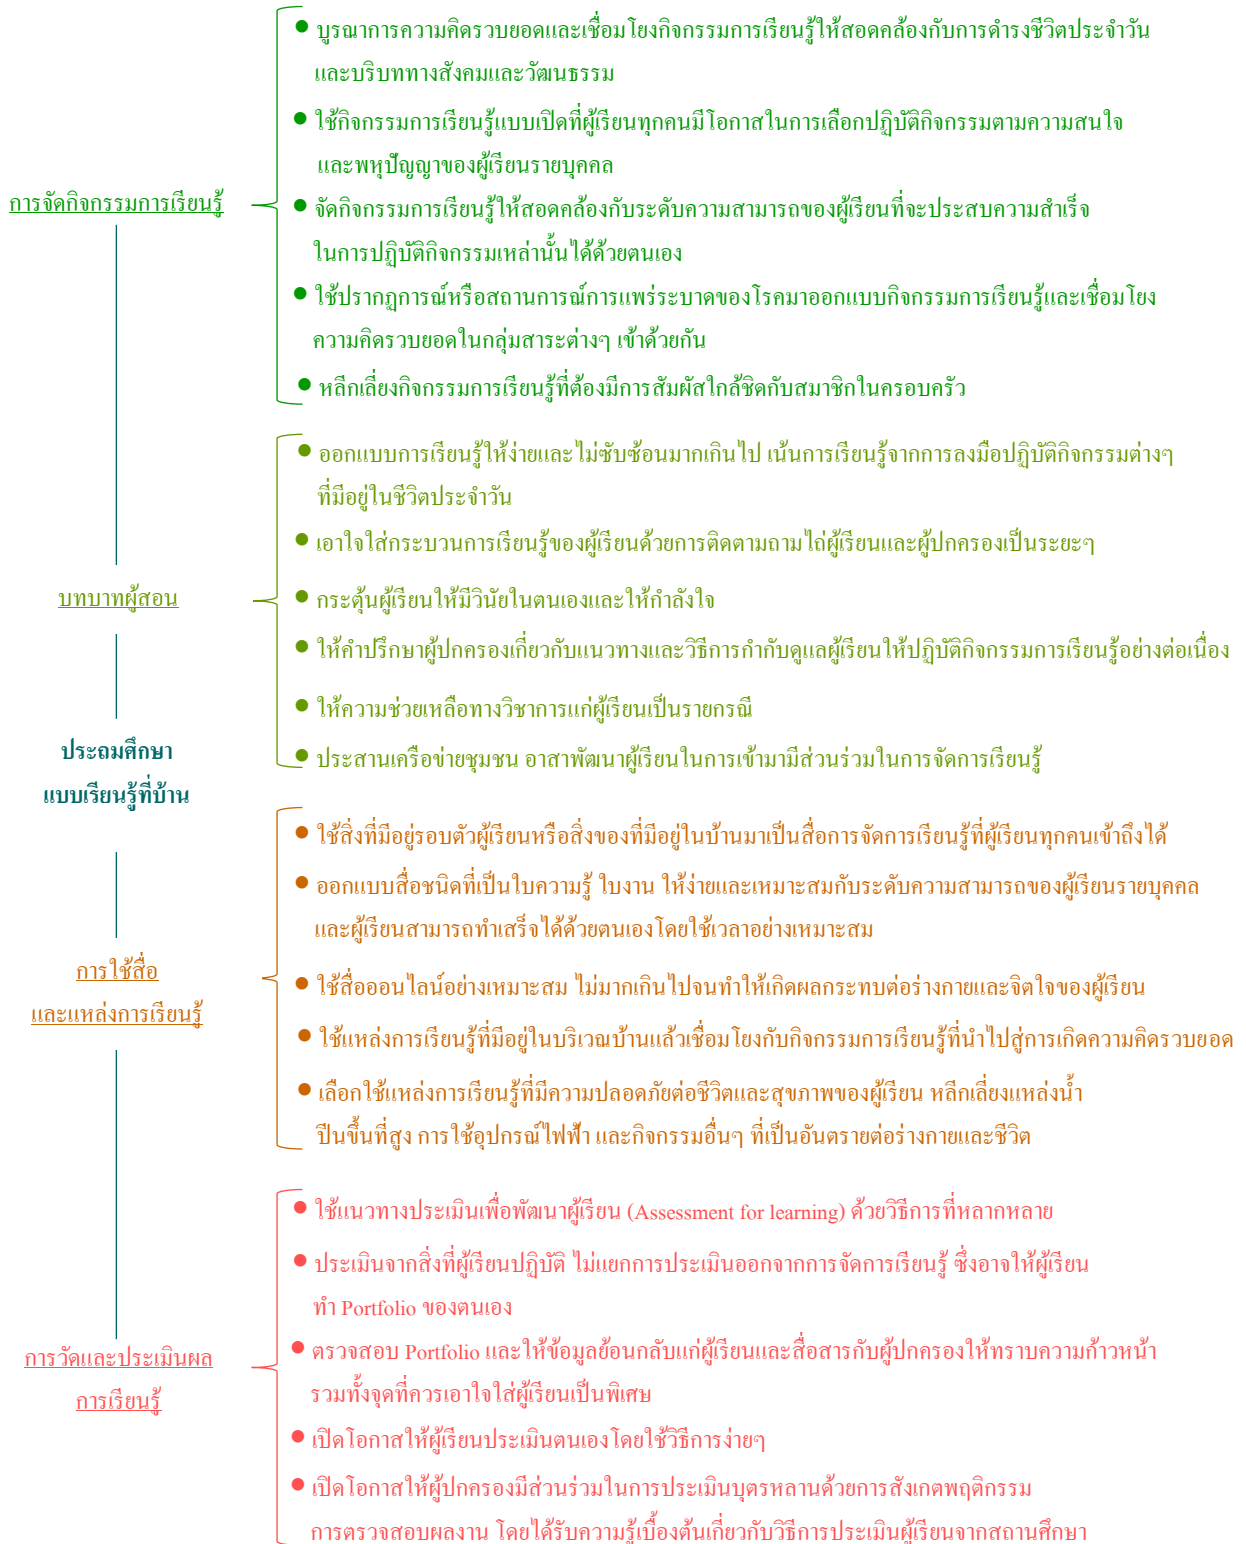 การจัดกิจกรรมการเรียนรู้
● บูรณาการความคิดรวบยอดและเชื่อมโยงกิจกรรมการเรียนรู้ให้สอดคล้องกับการดำรงชีวิตประจำวัน
และบริบททางสังคมและวัฒนธรรม
● ใช้กิจกรรมการเรียนรู้แบบเปิดที่ผู้เรียนทุกคนมีโอกาสในการเลือกปฏิบัติกิจกรรมตามความสนใจ
และพหุปัญญาของผู้เรียนรายบุคคล
● จัดกิจกรรมการเรียนรู้ให้สอดคล้องกับระดับความสามารถของผู้เรียนที่จะประสบความสำเร็จ
ในการปฏิบัติกิจกรรมเหล่านั้นได้ด้วยตนเอง
● ใช้ปรากฏการณ์หรือสถานการณ์การแพร่ระบาดของโรคมาออกแบบกิจกรรมการเรียนรู้และเชื่อมโยง
ความคิดรวบยอดในกลุ่มสาระต่างๆ เข้าด้วยกัน
● หลีกเลี่ยงกิจกรรมการเรียนรู้ที่ต้องมีการสัมผัสใกล้ชิดกับสมาชิกในครอบครัว
บทบาทผู้สอน
● ออกแบบการเรียนรู้ให้ง่ายและไม่ซับซ้อนมากเกินไป เน้นการเรียนรู้จากการลงมือปฏิบัติกิจกรรมต่างๆ
ที่มีอยู่ในชีวิตประจำวัน
● เอาใจใส่กระบวนการเรียนรู้ของผู้เรียนด้วยการติดตามถามไถ่ผู้เรียนและผู้ปกครองเป็นระยะๆ
● กระตุ้นผู้เรียนให้มีวินัยในตนเองและให้กำลังใจ
● ให้คำปรึกษาผู้ปกครองเกี่ยวกับแนวทางและวิธีการกำกับดูแลผู้เรียนให้ปฏิบัติกิจกรรมการเรียนรู้อย่างต่อเนื่อง
● ให้ความช่วยเหลือทางวิชาการแก่ผู้เรียนเป็นรายกรณี
● ประสานเครือข่ายชุมชน อาสาพัฒนาผู้เรียนในการเข้ามามีส่วนร่วมในการจัดการเรียนรู้
ประถมศึกษา
แบบเรียนรู้ที่บ้าน
การใช้สื่อ
และแหล่งการเรียนรู้
● ใช้สิ่งที่มีอยู่รอบตัวผู้เรียนหรือสิ่งของที่มีอยู่ในบ้านมาเป็นสื่อการจัดการเรียนรู้ที่ผู้เรียนทุกคนเข้าถึงได้
● ออกแบบสื่อชนิดที่เป็นใบความรู้ ใบงาน ให้ง่ายและเหมาะสมกับระดับความสามารถของผู้เรียนรายบุคคล
และผู้เรียนสามารถทำเสร็จได้ด้วยตนเองโดยใช้เวลาอย่างเหมาะสม
● ใช้สื่อออนไลน์อย่างเหมาะสม ไม่มากเกินไปจนทำให้เกิดผลกระทบต่อร่างกายและจิตใจของผู้เรียน
● ใช้แหล่งการเรียนรู้ที่มีอยู่ในบริเวณบ้านแล้วเชื่อมโยงกับกิจกรรมการเรียนรู้ที่นำไปสู่การเกิดความคิดรวบยอด
● เลือกใช้แหล่งการเรียนรู้ที่มีความปลอดภัยต่อชีวิตและสุขภาพของผู้เรียน หลีกเลี่ยงแหล่งน้ำ
ปีนขึ้นที่สูง การใช้อุปกรณ์ไฟฟ้า และกิจกรรมอื่นๆ ที่เป็นอันตรายต่อร่างกายและชีวิต
การวัดและประเมินผล
การเรียนรู้
● ใช้แนวทางประเมินเพื่อพัฒนาผู้เรียน (Assessment for learning) ด้วยวิธีการที่หลากหลาย
● ประเมินจากสิ่งที่ผู้เรียนปฏิบัติ ไม่แยกการประเมินออกจากการจัดการเรียนรู้ ซึ่งอาจให้ผู้เรียน
ทำ Portfolio ของตนเอง
● ตรวจสอบ Portfolio และให้ข้อมูลย้อนกลับแก่ผู้เรียนและสื่อสารกับผู้ปกครองให้ทราบความก้าวหน้า
รวมทั้งจุดที่ควรเอาใจใส่ผู้เรียนเป็นพิเศษ
● เปิดโอกาสให้ผู้เรียนประเมินตนเองโดยใช้วิธีการง่ายๆ
● เปิดโอกาสให้ผู้ปกครองมีส่วนร่วมในการประเมินบุตรหลานด้วยการสังเกตพฤติกรรม
การตรวจสอบผลงาน โดยได้รับความรู้เบื้องต้นเกี่ยวกับวิธีการประเมินผู้เรียนจากสถานศึกษา